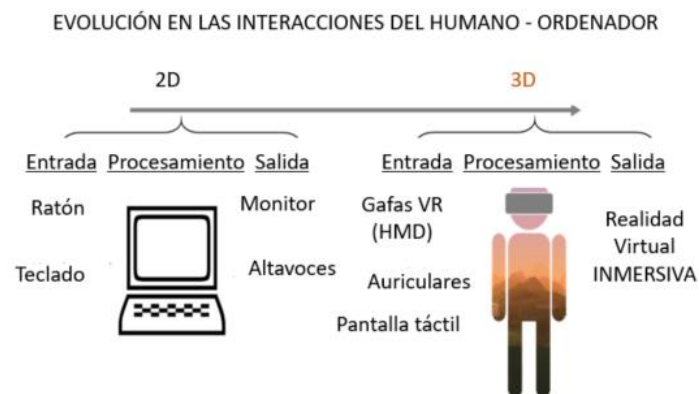 EVOLUCIÓN EN LAS INTERACCIONES DEL HUMANO - ORDENADOR
2D
3D
Entrada Procesamiento Salida
Ratón
Monitor
Teclado
Altavoces
Entrada Procesamiento Salida
Gafas VR
(HMD)
Auriculares
Pantalla táctil
Realidad
Virtual
INMERSIVA